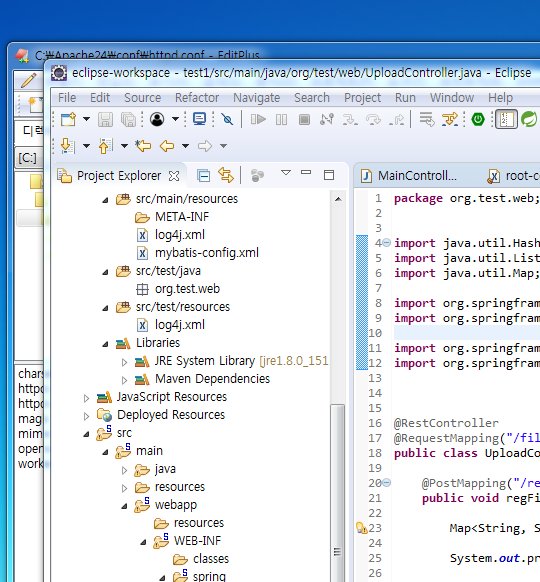 C:₩Apache24₩conf₩httpd.conf - EditPlus
eclipse-workspace - test1/src/main/java/org/test/web/UploadController.java - Eclipse
File Edit Source Refactor Navigate Search Project Run Window Help
디렉
[C:]
Project Explorer
MainControll...
root-c
src/main/resources
META-INF
log4j.xml
mybatis-config.xml
src/test/java
org.test.web
src/test/resources
log4j.xml
Libraries
JRE System Library [jre1.8.0_151
Maven Dependencies
JavaScript Resources
Deployed Resources
src
main
java
resources
webapp
resources
WEB-INF
classes
spring
chars
httpd
httpd
mag
mim
open
work
1 package org.test.web;
2
3
4 import java.util.Hash
5 import java.util.List
6 import java.util.Map;
7
8 import org.springfram
9 import org.springfram
10
11 import org.springfram
12 import org.springfram
13
14
15
16 @RestController
17 @RequestMapping("/fil
18 public class UploadCo
19
20 @PostMapping("/re
21 public void regFi
22
23 Map<String, S
24
25 System.out.pr
26